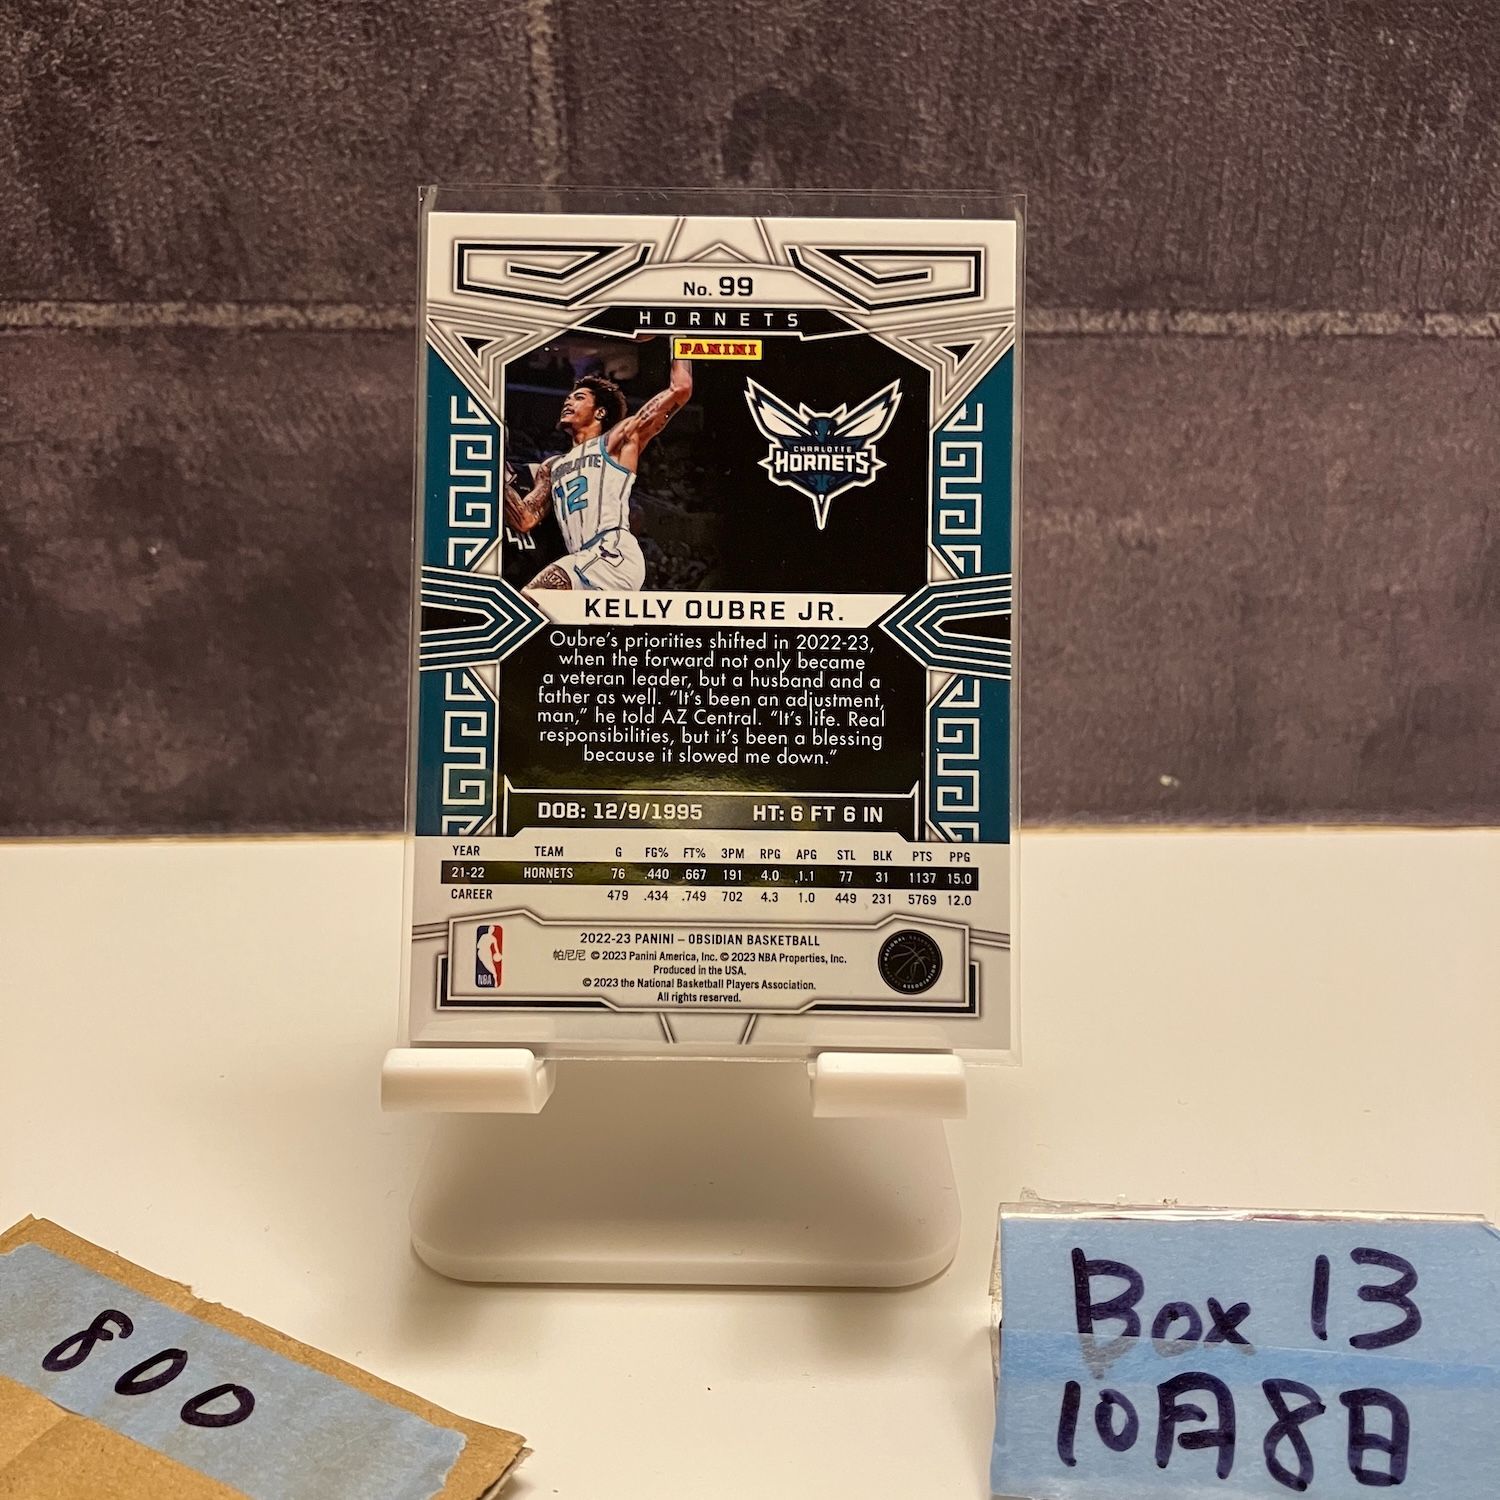 No. 99
HORNETS
PANINI
CHARLOTTE
HORNETS
CHARLOTTE
12
KELLY OUBRE JR.
Oubre's priorities shifted in 2022-23,
when the forward not only became
a veteran leader, but a husband and a
father as well. “It's been an adjustment,
man,” he told AZ Central. “It's life. Real
responsibilities, but it's been a blessing
because it slowed me down.”
DOB: 12/9/1995 HT: 6 FT 6 IN
YEAR TEAM G FG% FT% 3PM RPG APG STL BLK PTS PPG
21-22 HORNETS 76 .440 .667 191 4.0 1.1 77 31 1137 15.0
CAREER 479 .434 .749 702 4.3 1.0 449 231 5769 12.0
2022-23 PANINI – OBSIDIAN BASKETBALL
帕尼尼 © 2023 Panini America, Inc. © 2023 NBA Properties, Inc.
Produced in the USA.
© 2023 the National Basketball Players Association.
All rights reserved.
NBA
800
Box 13
10月8日